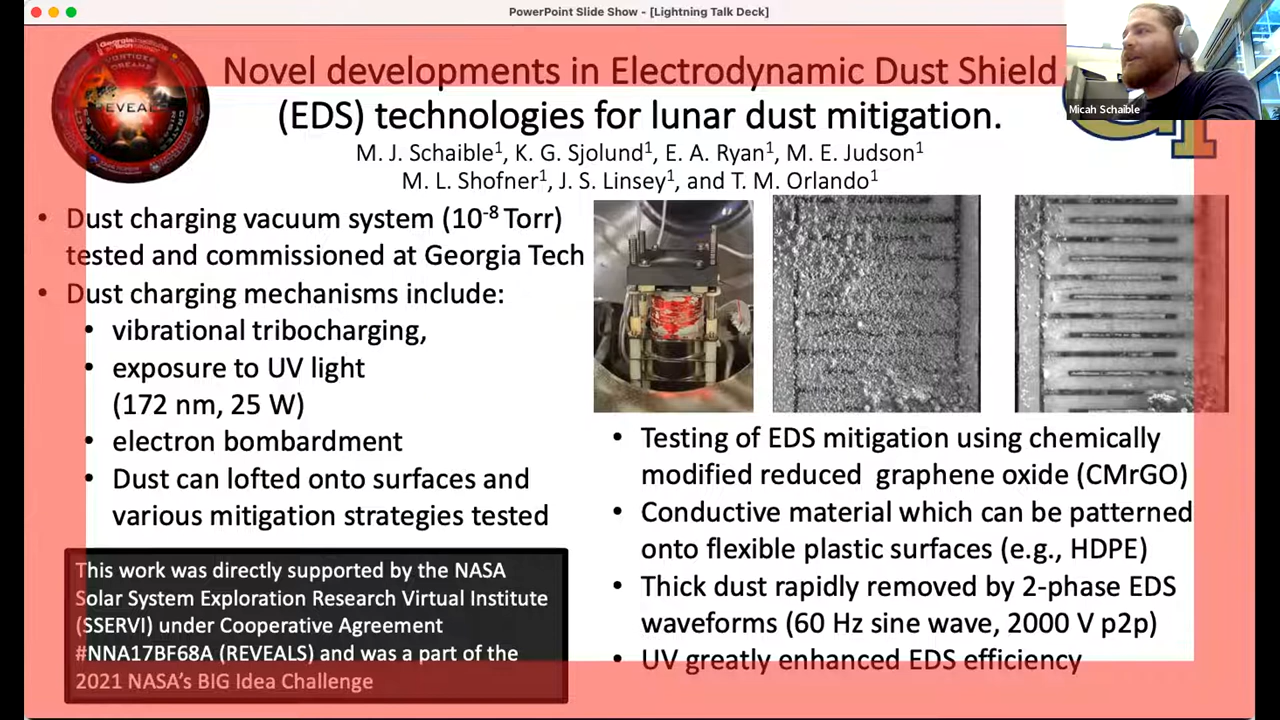 PowerPoint Slide Show - [Lightning Talk Deck]
Micah Schaible
Novel developments in Electrodynamic Dust Shield
(EDS) technologies for lunar dust mitigation.
M. J. Schaible¹, K. G. Sjolund¹, E. A. Ryan¹, M. E. Judson¹
M. L. Shofner¹, J. S. Linsey¹, and T. M. Orlando¹
REVEALS
• Dust charging vacuum system (10⁻⁸ Torr)
tested and commissioned at Georgia Tech
• Dust charging mechanisms include:
• vibrational tribocharging,
• exposure to UV light
(172 nm, 25 W)
• electron bombardment
• Dust can lofted onto surfaces and
various mitigation strategies tested
This work was directly supported by the NASA
Solar System Exploration Research Virtual Institute
(SSERVI) under Cooperative Agreement
#NNA17BF68A (REVEALS) and was a part of the
2021 NASA’s BIG Idea Challenge
• Testing of EDS mitigation using chemically
modified reduced graphene oxide (CMrGO)
• Conductive material which can be patterned
onto flexible plastic surfaces (e.g., HDPE)
• Thick dust rapidly removed by 2-phase EDS
waveforms (60 Hz sine wave, 2000 V p2p)
• UV greatly enhanced EDS efficiency